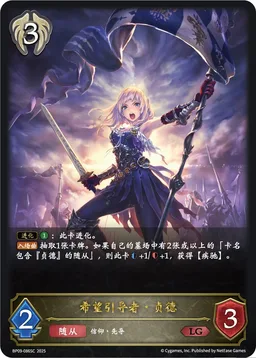 3
进化 1：此卡进化。
入场曲 抽取1张卡牌。如果自己的墓场中有2张或以上的「卡名
包含『贞德』的随从」，则此卡+1/+1，获得【疾驰】。
希望引导者·贞德
2
随从
信仰·先导
LG
3
BP09-086SC 2025
© Cygames, Inc. Published by NetEase Games